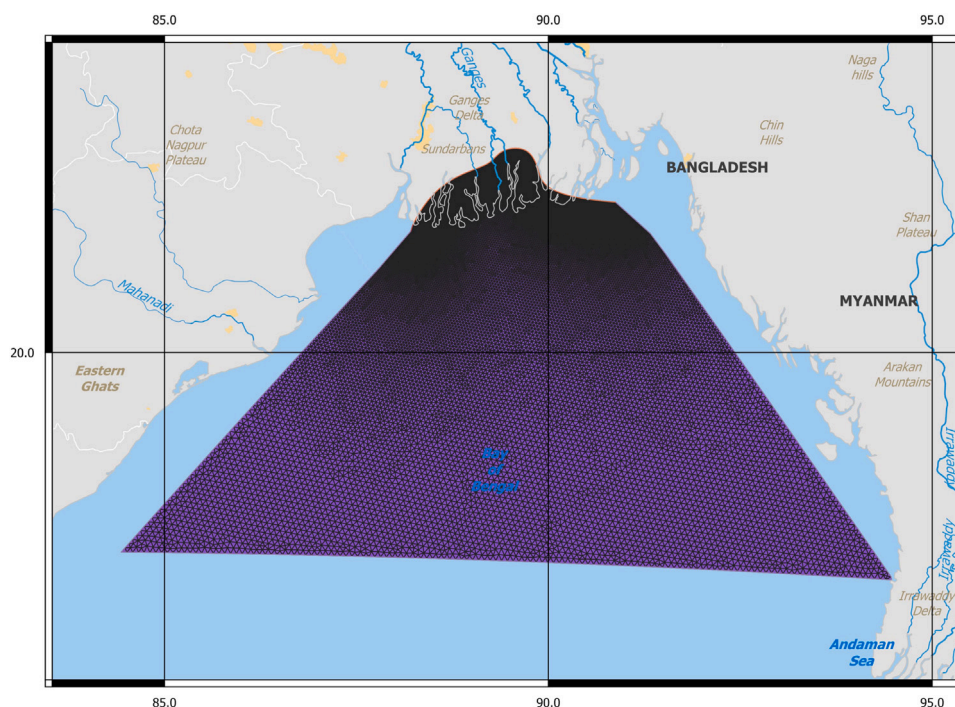 85.0
90.0
95.0
Ganges
Naga
hills
Ganges
Delta
Chota
Nagpur
Plateau
Chin
Hills
Sundarbans
BANGLADESH
Shan
Plateau
Mahanadi
MYANMAR
20.0
Eastern
Ghats
Arakan
Mountains
Irrawaddy
Bay
of
Bengal
Irrawaddy
Irrawaddy
Delta
Andaman
Sea
85.0
90.0
95.0